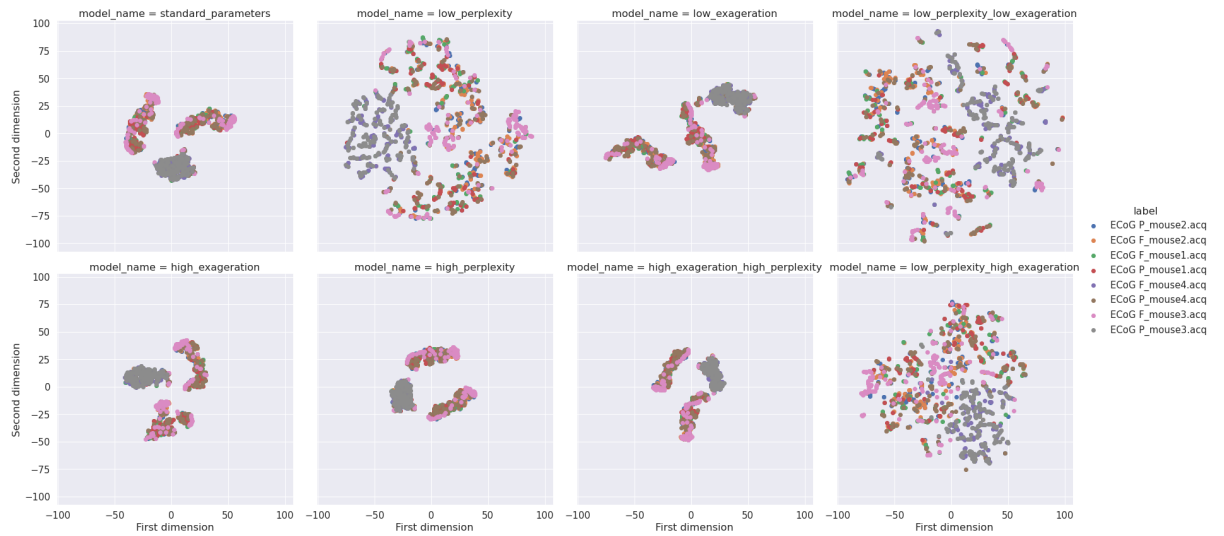 model_name = standard_parameters
model_name = low_perplexity
model_name = low_exageration
model_name = low_perplexity_low_exageration
100
75
50
25
0
−25
−50
−75
−100
Second dimension
model_name = high_exageration
model_name = high_perplexity
model_name = high_exageration_high_perplexity
model_name = low_perplexity_high_exageration
100
75
50
25
0
−25
−50
−75
−100
Second dimension
−100 −50 0 50 100
First dimension
−100 −50 0 50 100
First dimension
−100 −50 0 50 100
First dimension
−100 −50 0 50 100
First dimension
label
ECoG P_mouse2.acq
ECoG F_mouse2.acq
ECoG F_mouse1.acq
ECoG P_mouse1.acq
ECoG F_mouse4.acq
ECoG P_mouse4.acq
ECoG F_mouse3.acq
ECoG P_mouse3.acq